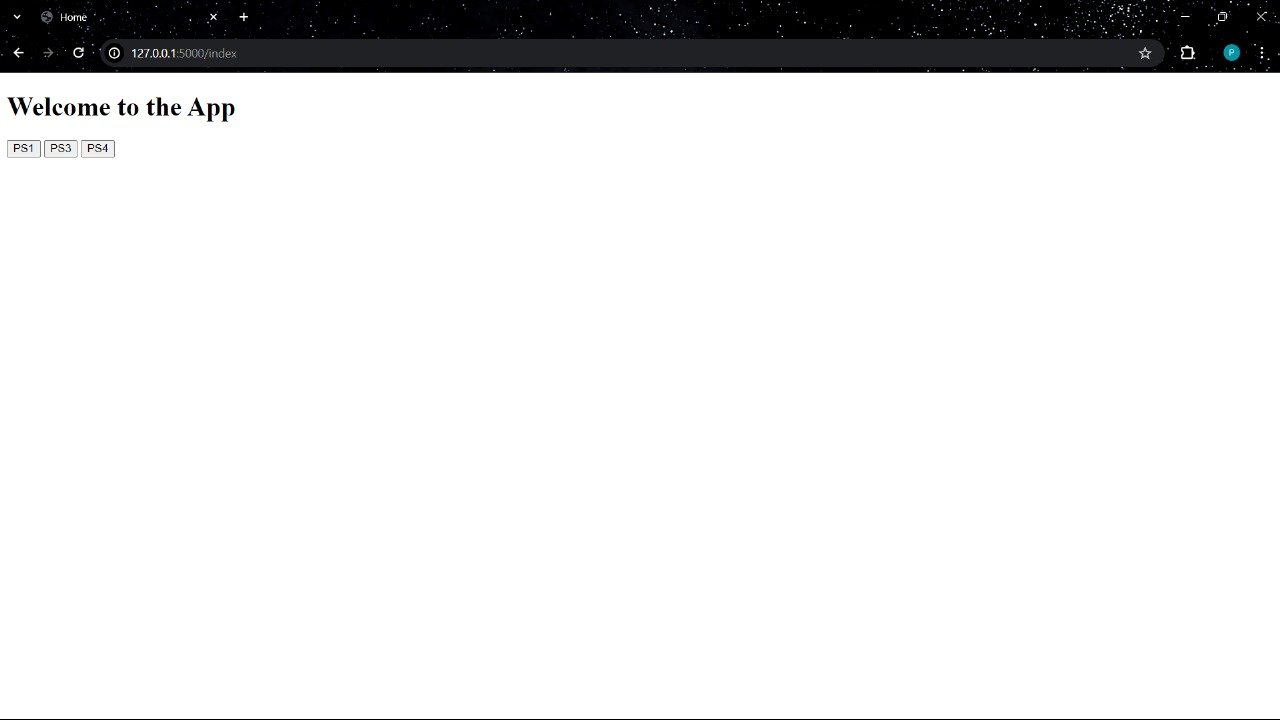 Home
127.0.0.1:5000/index
P
Welcome to the App
PS1 PS3 PS4